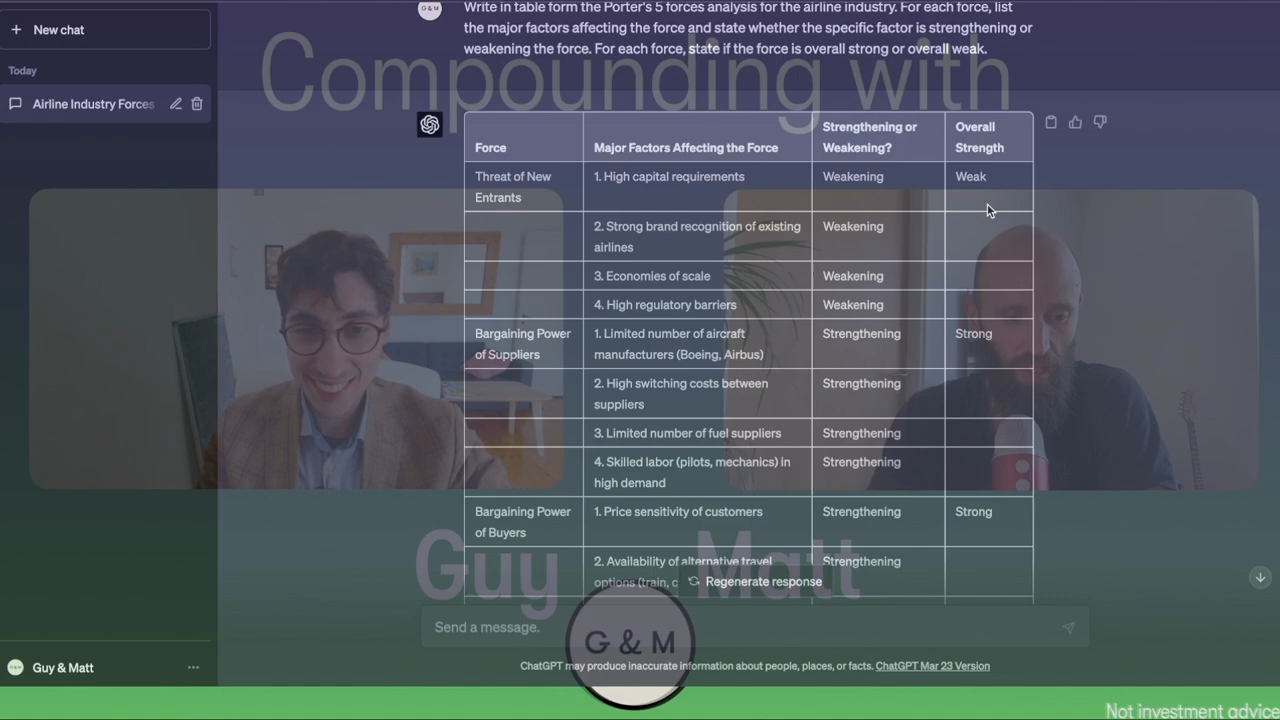 New chat
Today
Airline Industry Forces
Guy & Matt
G & M
Write in table form the Porter's 5 forces analysis for the airline industry. For each force, list
the major factors affecting the force and state whether the specific factor is strengthening or
weakening the force. For each force, state if the force is overall strong or overall weak.
Compounding with
Force
Major Factors Affecting the Force
Strengthening or
Weakening?
Overall
Strength
Threat of New
Entrants
1. High capital requirements
Weakening
Weak
2. Strong brand recognition of existing
airlines
Weakening
3. Economies of scale
Weakening
4. High regulatory barriers
Weakening
Bargaining Power
of Suppliers
1. Limited number of aircraft
manufacturers (Boeing, Airbus)
Strengthening
Strong
2. High switching costs between
suppliers
Strengthening
3. Limited number of fuel suppliers
Strengthening
4. Skilled labor (pilots, mechanics) in
high demand
Strengthening
Bargaining Power
of Buyers
1. Price sensitivity of customers
Strengthening
Strong
2. Availability of alternative travel
options (train, c
Strengthening
Guy Matt
Regenerate response
Send a message.
G & M
ChatGPT may produce inaccurate information about people, places, or facts. ChatGPT Mar 23 Version
Not investment advice